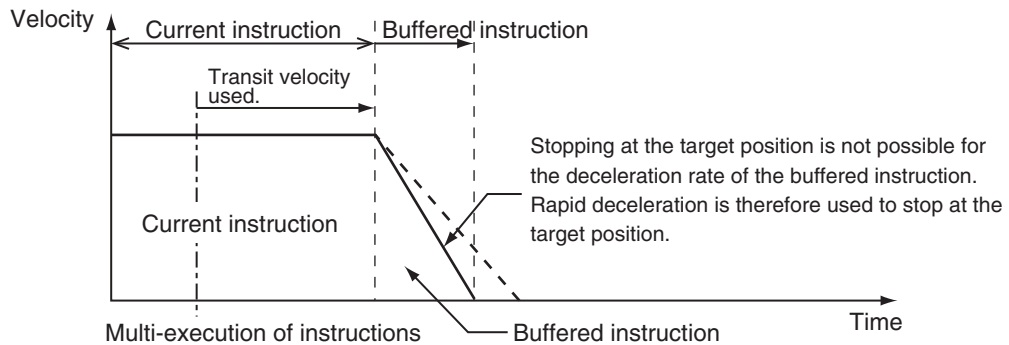 Velocity
Current instruction
Buffered instruction
Transit velocity
used.
Stopping at the target position is not possible for
the deceleration rate of the buffered instruction.
Rapid deceleration is therefore used to stop at the
target position.
Current instruction
Time
Multi-execution of instructions
Buffered instruction